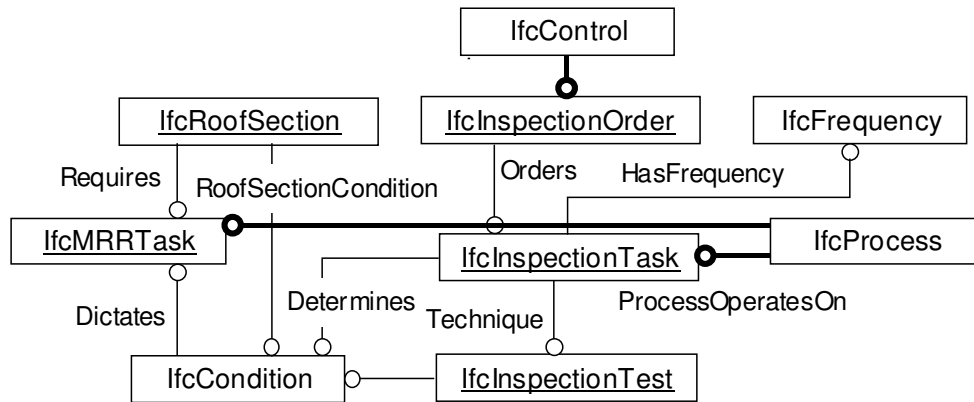 IfcControl
IfcRoofSection
IfcInspectionOrder
IfcFrequency
Requires
RoofSectionCondition
Orders
HasFrequency
IfcMRRTask
IfcInspectionTask
IfcProcess
Dictates
Determines
Technique
ProcessOperatesOn
IfcCondition
IfcInspectionTest